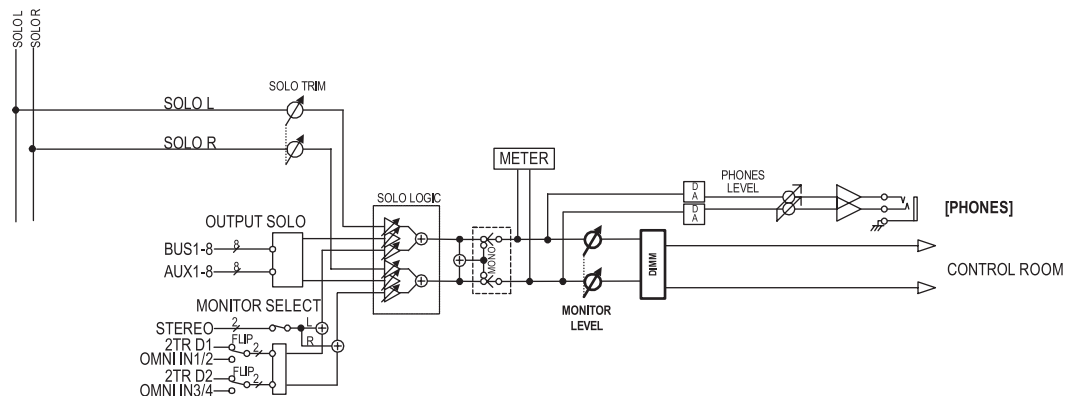 SOLO L
SOLO R
SOLO TRIM
SOLO L
SOLO R
METER
D
A
D
A
PHONES
LEVEL
[PHONES]
SOLO LOGIC
OUTPUT SOLO
BUS1-8
8
AUX1-8
8
MONO
DIMM
CONTROL ROOM
MONITOR SELECT
MONITOR
LEVEL
STEREO
2
L
R
2TR D1
FLIP
2
OMNI IN1/2
2TR D2
FLIP
2
OMNI IN3/4